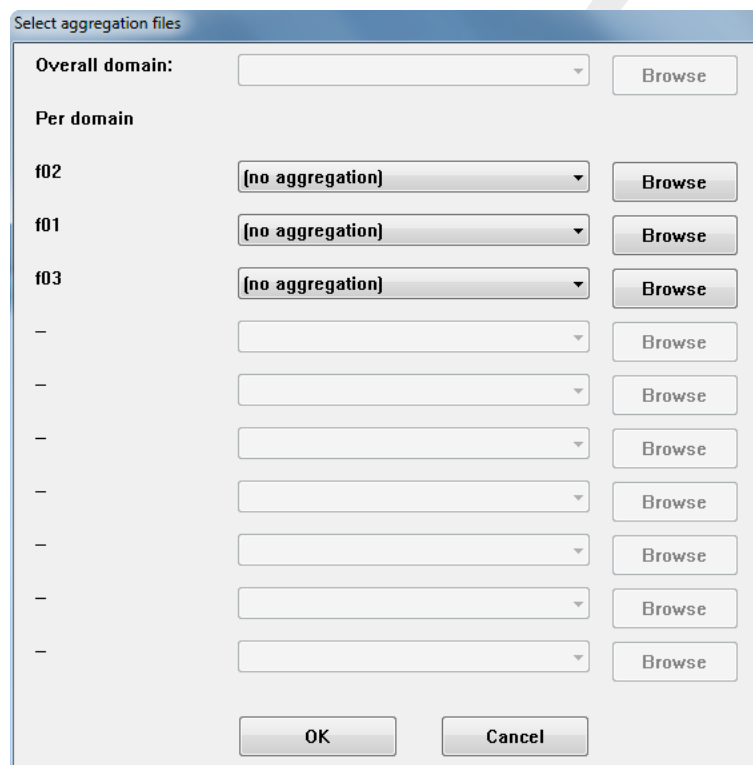 Select aggregation files
Overall domain: Browse
Per domain
f02 (no aggregation) Browse
f01 (no aggregation) Browse
f03 (no aggregation) Browse
– Browse
– Browse
– Browse
– Browse
– Browse
– Browse
– Browse
OK Cancel